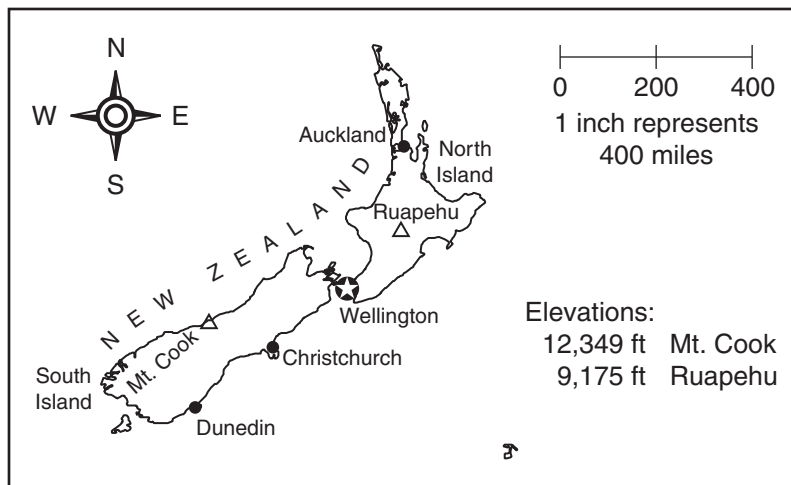 N
W E
S
0 200 400
1 inch represents
400 miles
Auckland
North
Island
NEW ZEALAND
Ruapehu
Wellington
Mt. Cook
Christchurch
South
Island
Dunedin
Elevations:
12,349 ft Mt. Cook
9,175 ft Ruapehu